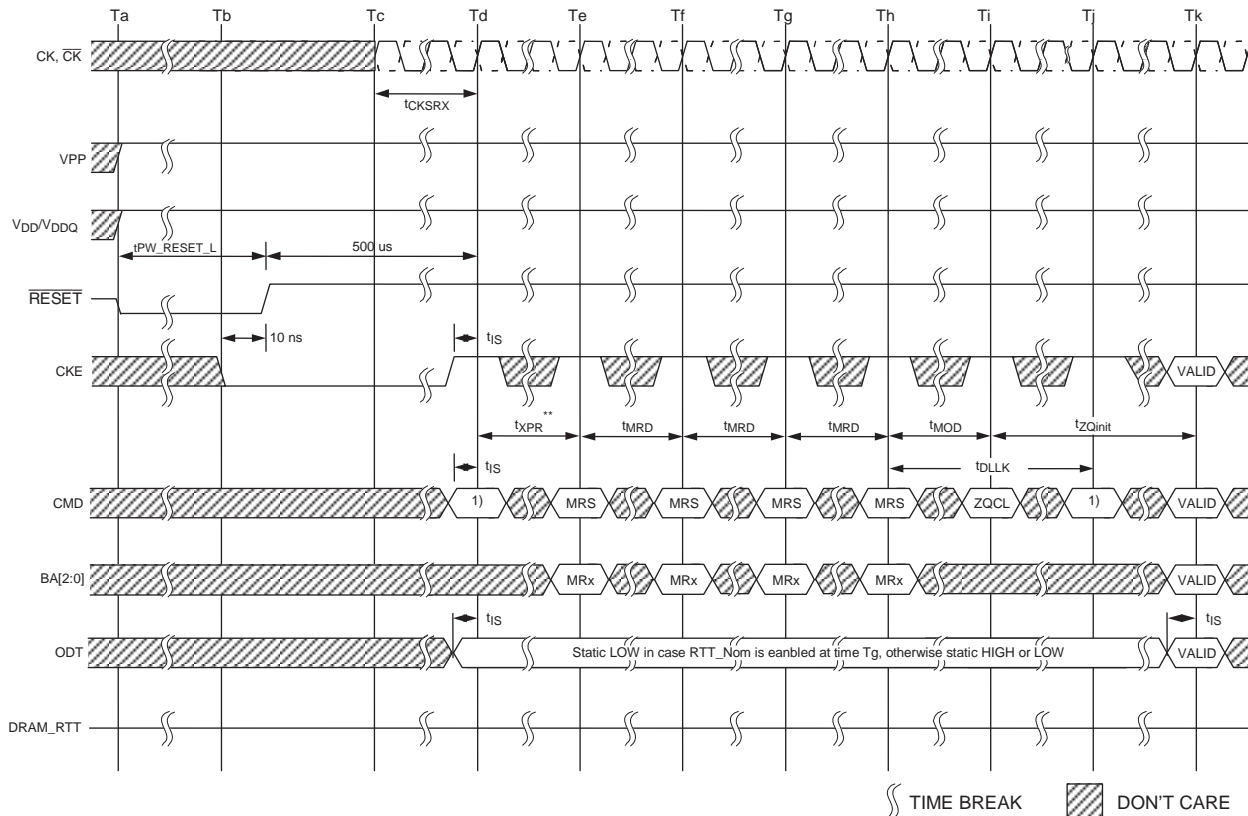 Ta Tb Tc Td Te Tf Tg Th Ti Tj Tk
CK, CK
tCKSRX
VPP
VDD/VDDQ
tPW_RESET_L 500 us
RESET
10 ns tIS
CKE VALID
tXPR** tMRD tMRD tMRD tMOD tZQinit
tIS tDLLK
CMD 1) MRS MRS MRS MRS ZQCL 1) VALID
BA[2:0] MRx MRx MRx MRx VALID
tIS tIS
ODT Static LOW in case RTT_Nom is eanbled at time Tg, otherwise static HIGH or LOW VALID
DRAM_RTT
TIME BREAK DON'T CARE